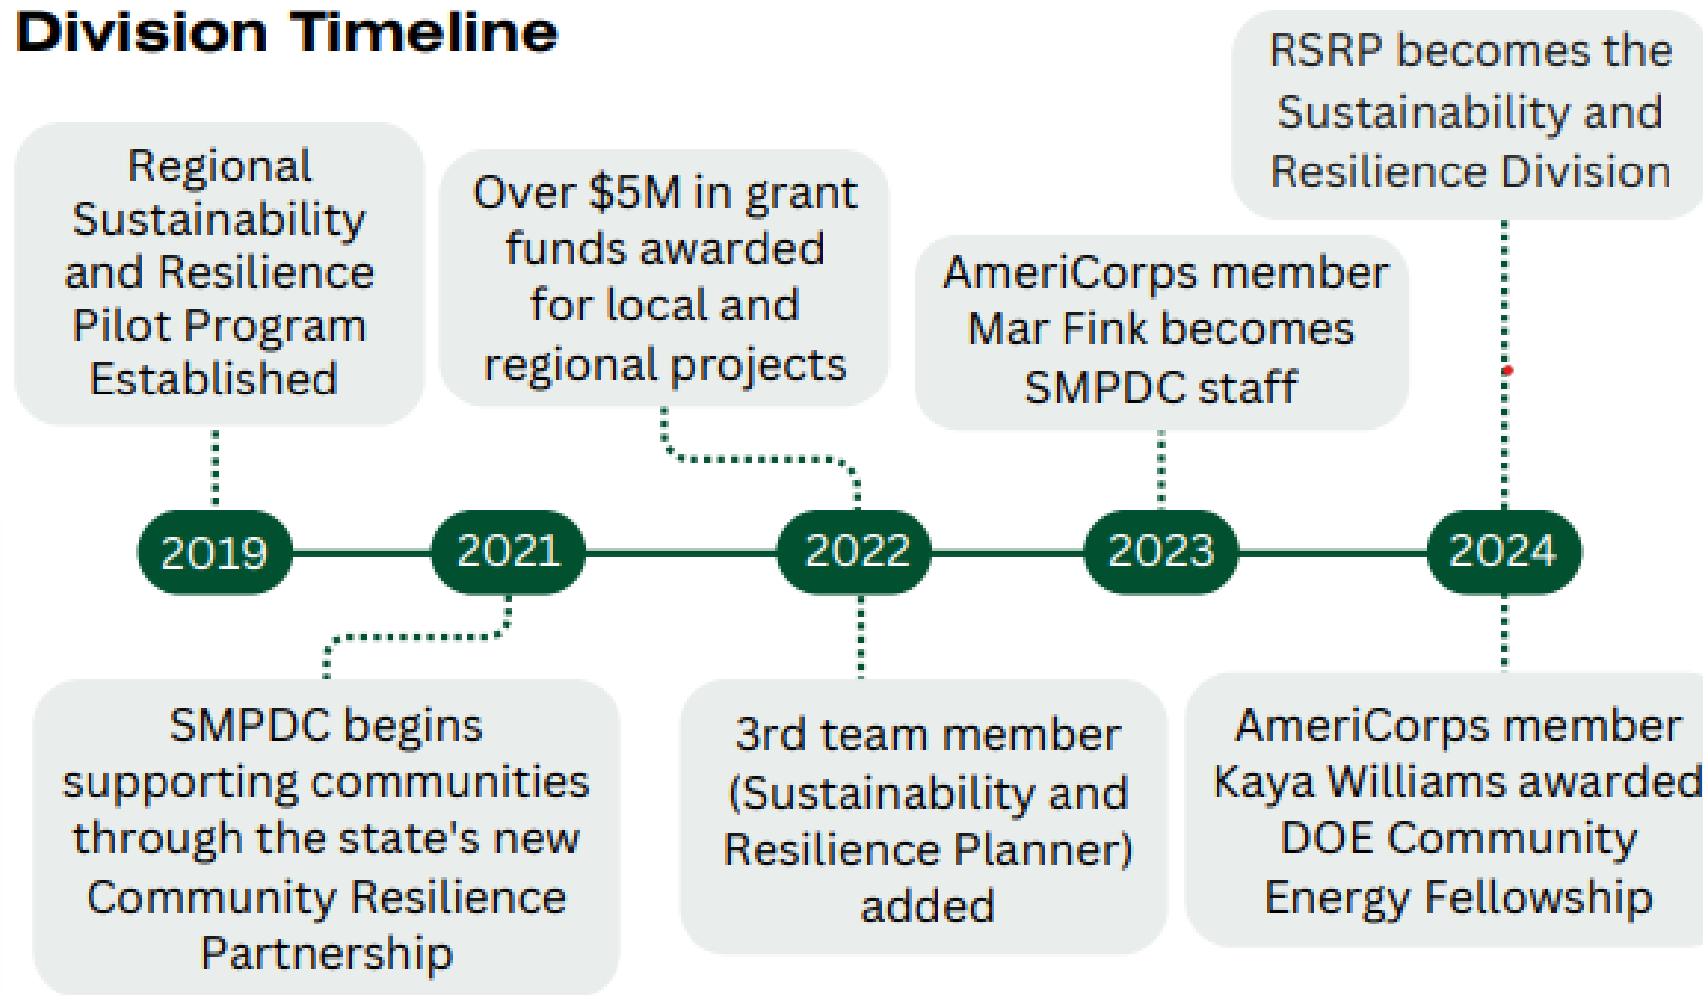 Division Timeline
Regional
Sustainability
and Resilience
Pilot Program
Established
Over $5M in grant
funds awarded
for local and
regional projects
AmeriCorps member
Mar Fink becomes
SMPDC staff
RSRP becomes the
Sustainability and
Resilience Division
2019
2021
2022
2023
2024
SMPDC begins
supporting communities
through the state's new
Community Resilience
Partnership
3rd team member
(Sustainability and
Resilience Planner)
added
AmeriCorps member
Kaya Williams awarded
DOE Community
Energy Fellowship